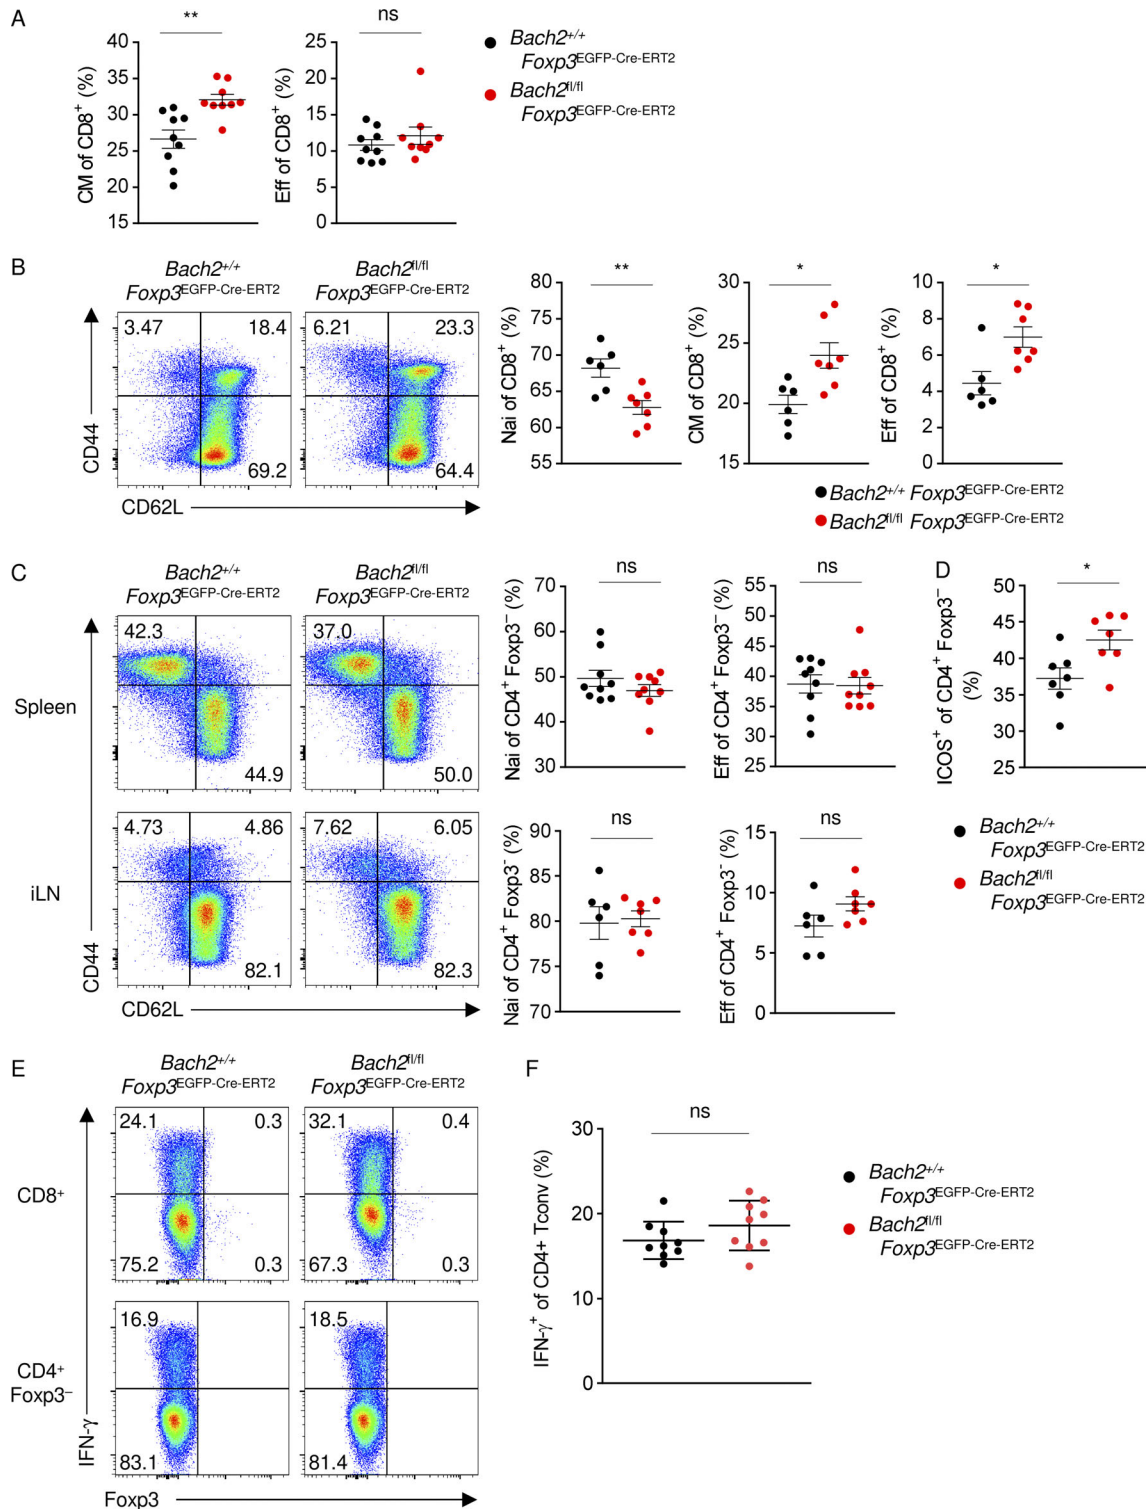 A
**
ns
CM of CD8⁺ (%)
40
35
30
25
20
15
Eff of CD8⁺ (%)
25
20
15
10
5
0
Bach2⁺/⁺
Foxp3ᴱᴳᶠᴾ⁻ᶜʳᵉ⁻ᴱᴿᵀ²
Bach2ᶠˡ/ᶠˡ
Foxp3ᴱᴳᶠᴾ⁻ᶜʳᵉ⁻ᴱᴿᵀ²
B
Bach2⁺/⁺
Foxp3ᴱᴳᶠᴾ⁻ᶜʳᵉ⁻ᴱᴿᵀ²
Bach2ᶠˡ/ᶠˡ
Foxp3ᴱᴳᶠᴾ⁻ᶜʳᵉ⁻ᴱᴿᵀ²
3.47 18.4
69.2
6.21 23.3
64.4
CD44
CD62L
**
Nai of CD8⁺ (%)
80
75
70
65
60
55
*
CM of CD8⁺ (%)
30
25
20
15
*
Eff of CD8⁺ (%)
10
8
6
4
2
0
Bach2⁺/⁺ Foxp3ᴱᴳᶠᴾ⁻ᶜʳᵉ⁻ᴱᴿᵀ²
Bach2ᶠˡ/ᶠˡ Foxp3ᴱᴳᶠᴾ⁻ᶜʳᵉ⁻ᴱᴿᵀ²
C
Bach2⁺/⁺
Foxp3ᴱᴳᶠᴾ⁻ᶜʳᵉ⁻ᴱᴿᵀ²
Bach2ᶠˡ/ᶠˡ
Foxp3ᴱᴳᶠᴾ⁻ᶜʳᵉ⁻ᴱᴿᵀ²
Spleen
42.3
44.9
37.0
50.0
iLN
4.73 4.86
82.1
7.62 6.05
82.3
CD44
CD62L
ns
Nai of CD4⁺ Foxp3⁻ (%)
70
60
50
40
30
ns
Eff of CD4⁺ Foxp3⁻ (%)
55
50
45
40
35
30
25
ns
Nai of CD4⁺ Foxp3⁻ (%)
90
85
80
75
70
ns
Eff of CD4⁺ Foxp3⁻ (%)
15
10
5
0
D
*
ICOS⁺ of CD4⁺ Foxp3⁻
(%)
50
45
40
35
30
25
Bach2⁺/⁺
Foxp3ᴱᴳᶠᴾ⁻ᶜʳᵉ⁻ᴱᴿᵀ²
Bach2ᶠˡ/ᶠˡ
Foxp3ᴱᴳᶠᴾ⁻ᶜʳᵉ⁻ᴱᴿᵀ²
E
Bach2⁺/⁺
Foxp3ᴱᴳᶠᴾ⁻ᶜʳᵉ⁻ᴱᴿᵀ²
Bach2ᶠˡ/ᶠˡ
Foxp3ᴱᴳᶠᴾ⁻ᶜʳᵉ⁻ᴱᴿᵀ²
CD8⁺
24.1 0.3
75.2 0.3
32.1 0.4
67.3 0.3
CD4⁺
Foxp3⁻
16.9
83.1
18.5
81.4
IFN-γ
Foxp3
F
ns
IFN-γ⁺ of CD4+ Tconv (%)
30
20
10
0
Bach2⁺/⁺
Foxp3ᴱᴳᶠᴾ⁻ᶜʳᵉ⁻ᴱᴿᵀ²
Bach2ᶠˡ/ᶠˡ
Foxp3ᴱᴳᶠᴾ⁻ᶜʳᵉ⁻ᴱᴿᵀ²